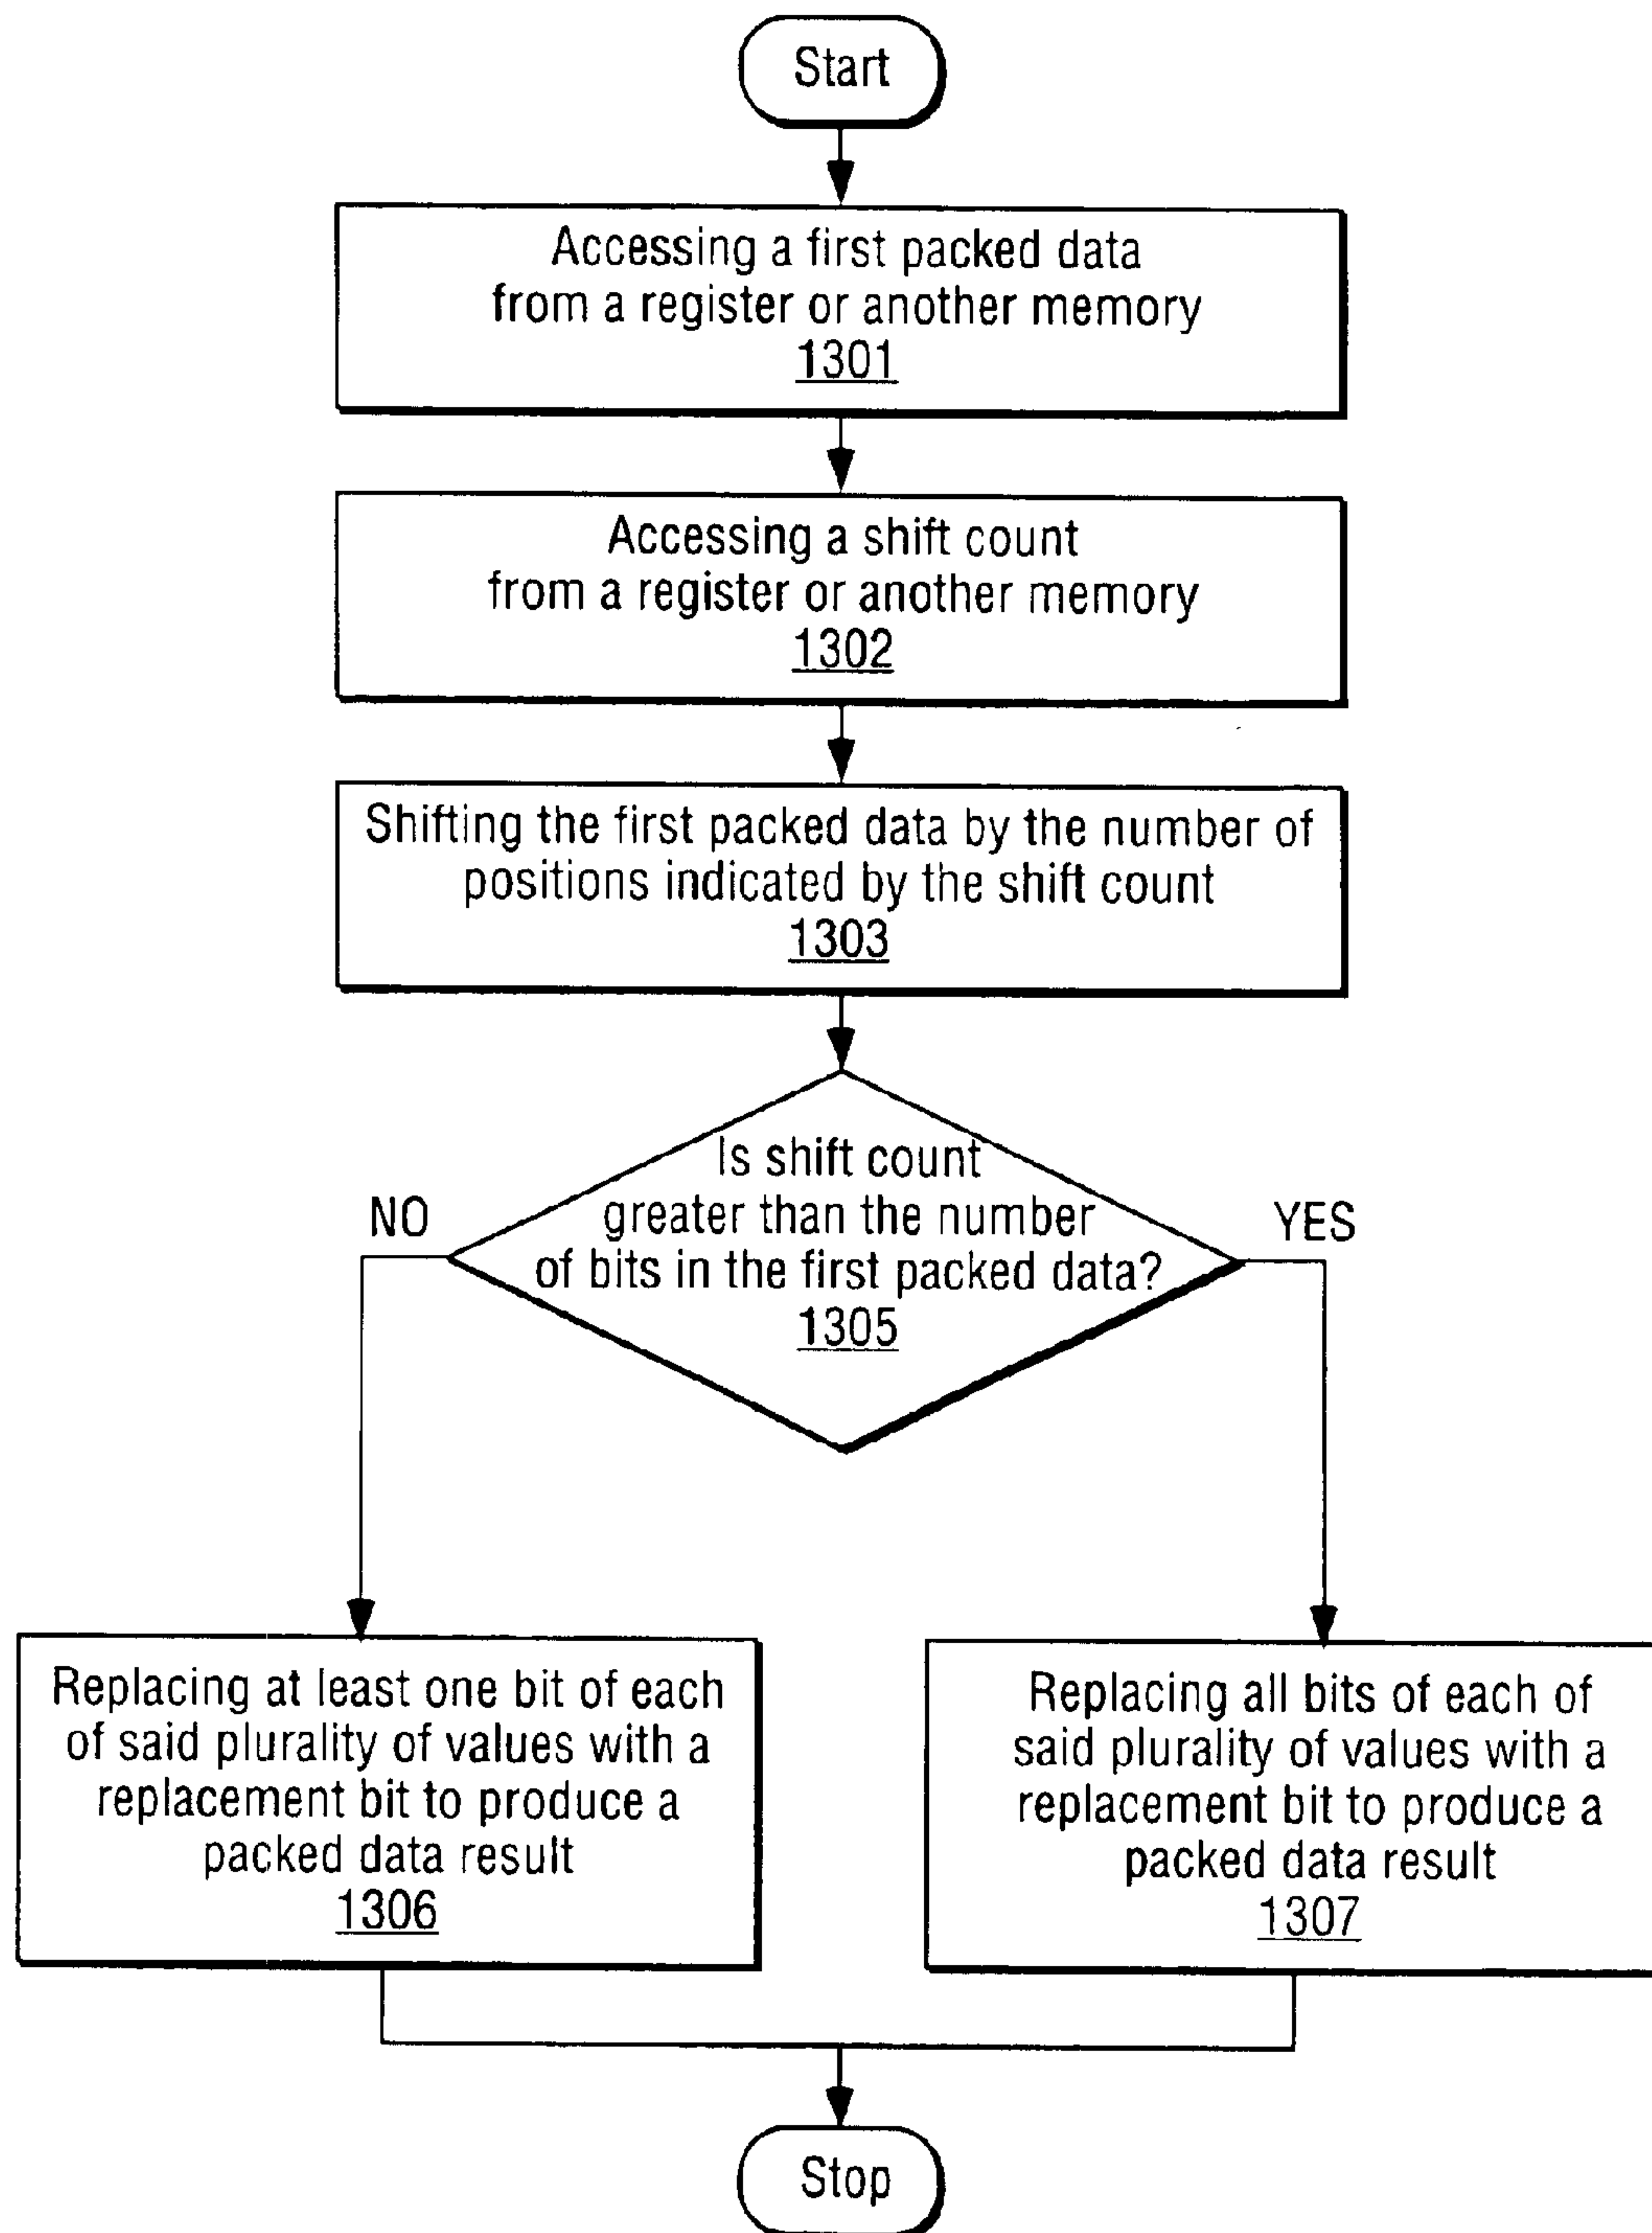 Start
Accessing a first packed data
from a register or another memory
1301
Accessing a shift count
from a register or another memory
1302
Shifting the first packed data by the number of
positions indicated by the shift count
1303
Is shift count
greater than the number
of bits in the first packed data?
1305
NO
YES
Replacing at least one bit of each
of said plurality of values with a
replacement bit to produce a
packed data result
1306
Replacing all bits of each of
said plurality of values with a
replacement bit to produce a
packed data result
1307
Stop